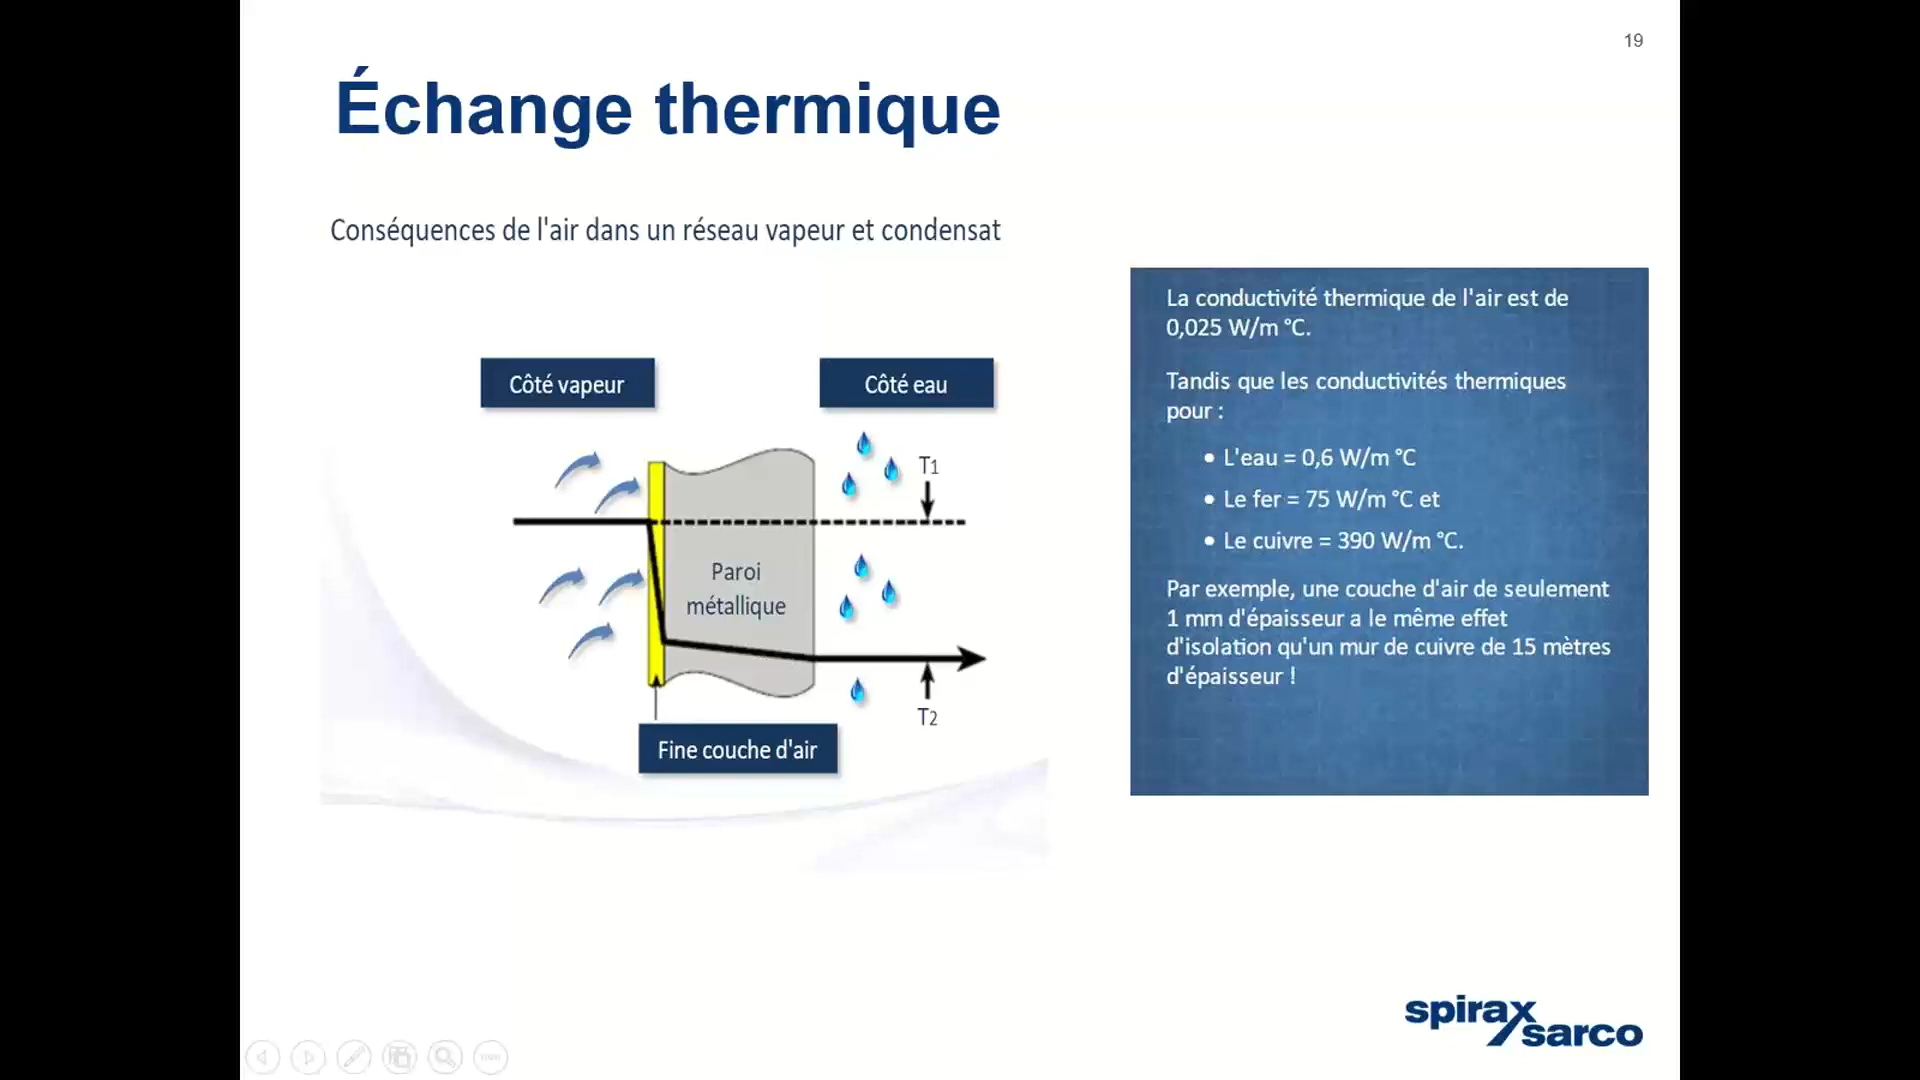 19
Échange thermique
Conséquences de l'air dans un réseau vapeur et condensat
Côté vapeur
Côté eau
T1
Paroi
métallique
T2
Fine couche d'air
La conductivité thermique de l'air est de
0,025 W/m °C.
Tandis que les conductivités thermiques
pour :
• L'eau = 0,6 W/m °C
• Le fer = 75 W/m °C et
• Le cuivre = 390 W/m °C.
Par exemple, une couche d'air de seulement
1 mm d'épaisseur a le même effet
d'isolation qu'un mur de cuivre de 15 mètres
d'épaisseur !
spirax
sarco